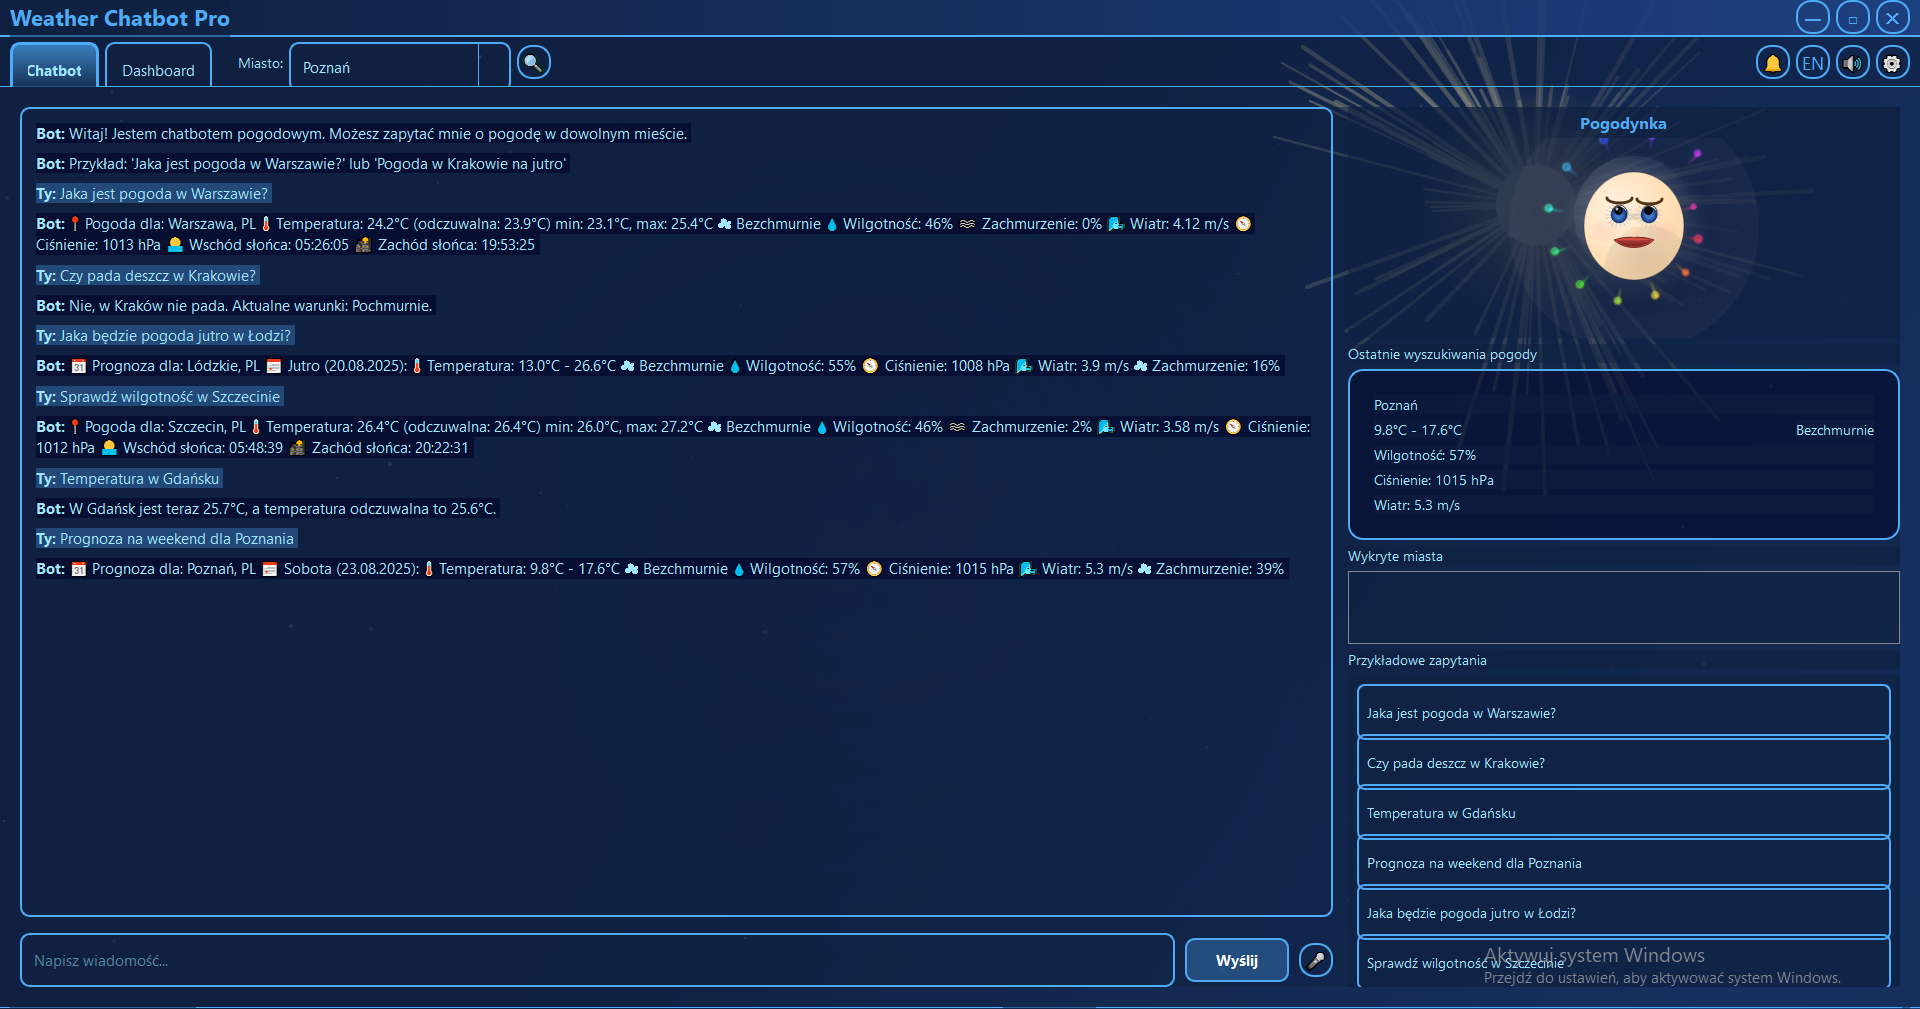 Weather Chatbot Pro
Chatbot
Dashboard
Miasto:
Poznań
EN
Bot: Witaj! Jestem chatbotem pogodowym. Możesz zapytać mnie o pogodę w dowolnym mieście.
Bot: Przykład: 'Jaka jest pogoda w Warszawie?' lub 'Pogoda w Krakowie na jutro'
Ty: Jaka jest pogoda w Warszawie?
Bot: 📍 Pogoda dla: Warszawa, PL 🌡 Temperatura: 24.2°C (odczuwalna: 23.9°C) min: 23.1°C, max: 25.4°C ☁ Bezchmurnie 💧 Wilgotność: 46% 🌫 Zachmurzenie: 0% 🌬 Wiatr: 4.12 m/s 🧭
Ciśnienie: 1013 hPa 🌅 Wschód słońca: 05:26:05 🌇 Zachód słońca: 19:53:25
Ty: Czy pada deszcz w Krakowie?
Bot: Nie, w Kraków nie pada. Aktualne warunki: Pochmurnie.
Ty: Jaka będzie pogoda jutro w Łodzi?
Bot: 📅 Prognoza dla: Lódzkie, PL 📆 Jutro (20.08.2025): 🌡 Temperatura: 13.0°C - 26.6°C ☁ Bezchmurnie 💧 Wilgotność: 55% 🧭 Ciśnienie: 1008 hPa 🌬 Wiatr: 3.9 m/s ☁ Zachmurzenie: 16%
Ty: Sprawdź wilgotność w Szczecinie
Bot: 📍 Pogoda dla: Szczecin, PL 🌡 Temperatura: 26.4°C (odczuwalna: 26.4°C) min: 26.0°C, max: 27.2°C ☁ Bezchmurnie 💧 Wilgotność: 46% 🌫 Zachmurzenie: 2% 🌬 Wiatr: 3.58 m/s 🧭 Ciśnienie:
1012 hPa 🌅 Wschód słońca: 05:48:39 🌇 Zachód słońca: 20:22:31
Ty: Temperatura w Gdańsku
Bot: W Gdańsk jest teraz 25.7°C, a temperatura odczuwalna to 25.6°C.
Ty: Prognoza na weekend dla Poznania
Bot: 📅 Prognoza dla: Poznań, PL 📆 Sobota (23.08.2025): 🌡 Temperatura: 9.8°C - 17.6°C ☁ Bezchmurnie 💧 Wilgotność: 57% 🧭 Ciśnienie: 1015 hPa 🌬 Wiatr: 5.3 m/s ☁ Zachmurzenie: 39%
Napisz wiadomość...
Wyślij
Pogodynka
Ostatnie wyszukiwania pogody
Poznań
9.8°C - 17.6°C
Bezchmurnie
Wilgotność: 57%
Ciśnienie: 1015 hPa
Wiatr: 5.3 m/s
Wykryte miasta
Przykładowe zapytania
Jaka jest pogoda w Warszawie?
Czy pada deszcz w Krakowie?
Temperatura w Gdańsku
Prognoza na weekend dla Poznania
Jaka będzie pogoda jutro w Łodzi?
Sprawdź wilgotność w Szczecinie
Aktywuj system Windows
Przejdź do ustawień, aby aktywować system Windows.